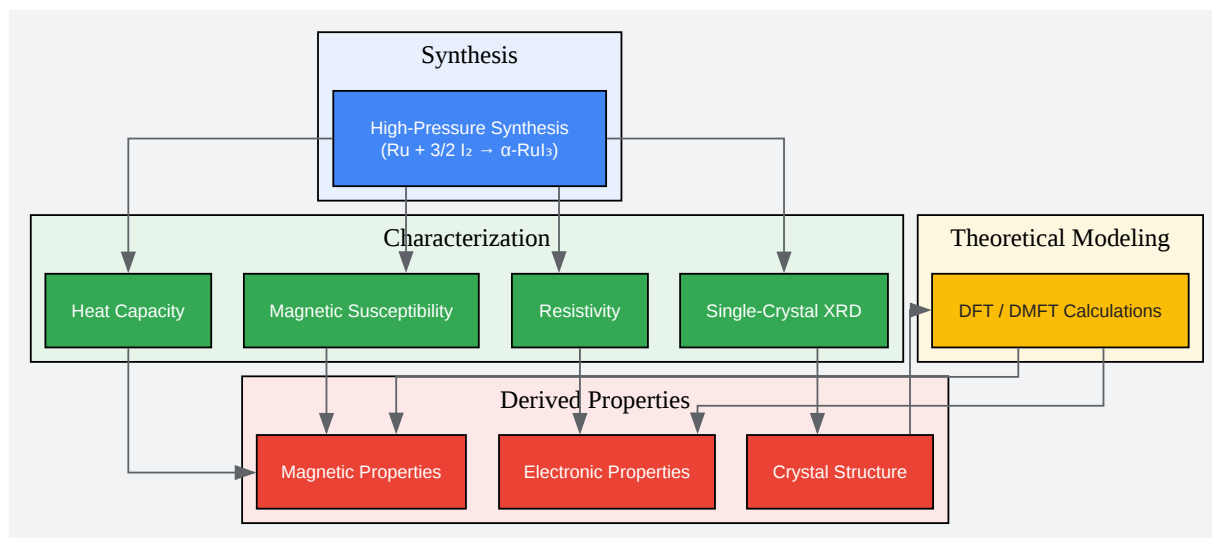 Synthesis
High-Pressure Synthesis
(Ru + 3/2 I₂ → α-RuI₃)
Characterization
Theoretical Modeling
Heat Capacity
Magnetic Susceptibility
Resistivity
Single-Crystal XRD
DFT / DMFT Calculations
Derived Properties
Magnetic Properties
Electronic Properties
Crystal Structure